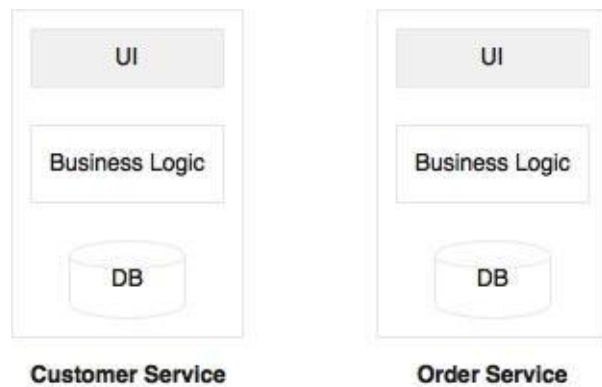 UI
Business Logic
DB
Customer Service
UI
Business Logic
DB
Order Service